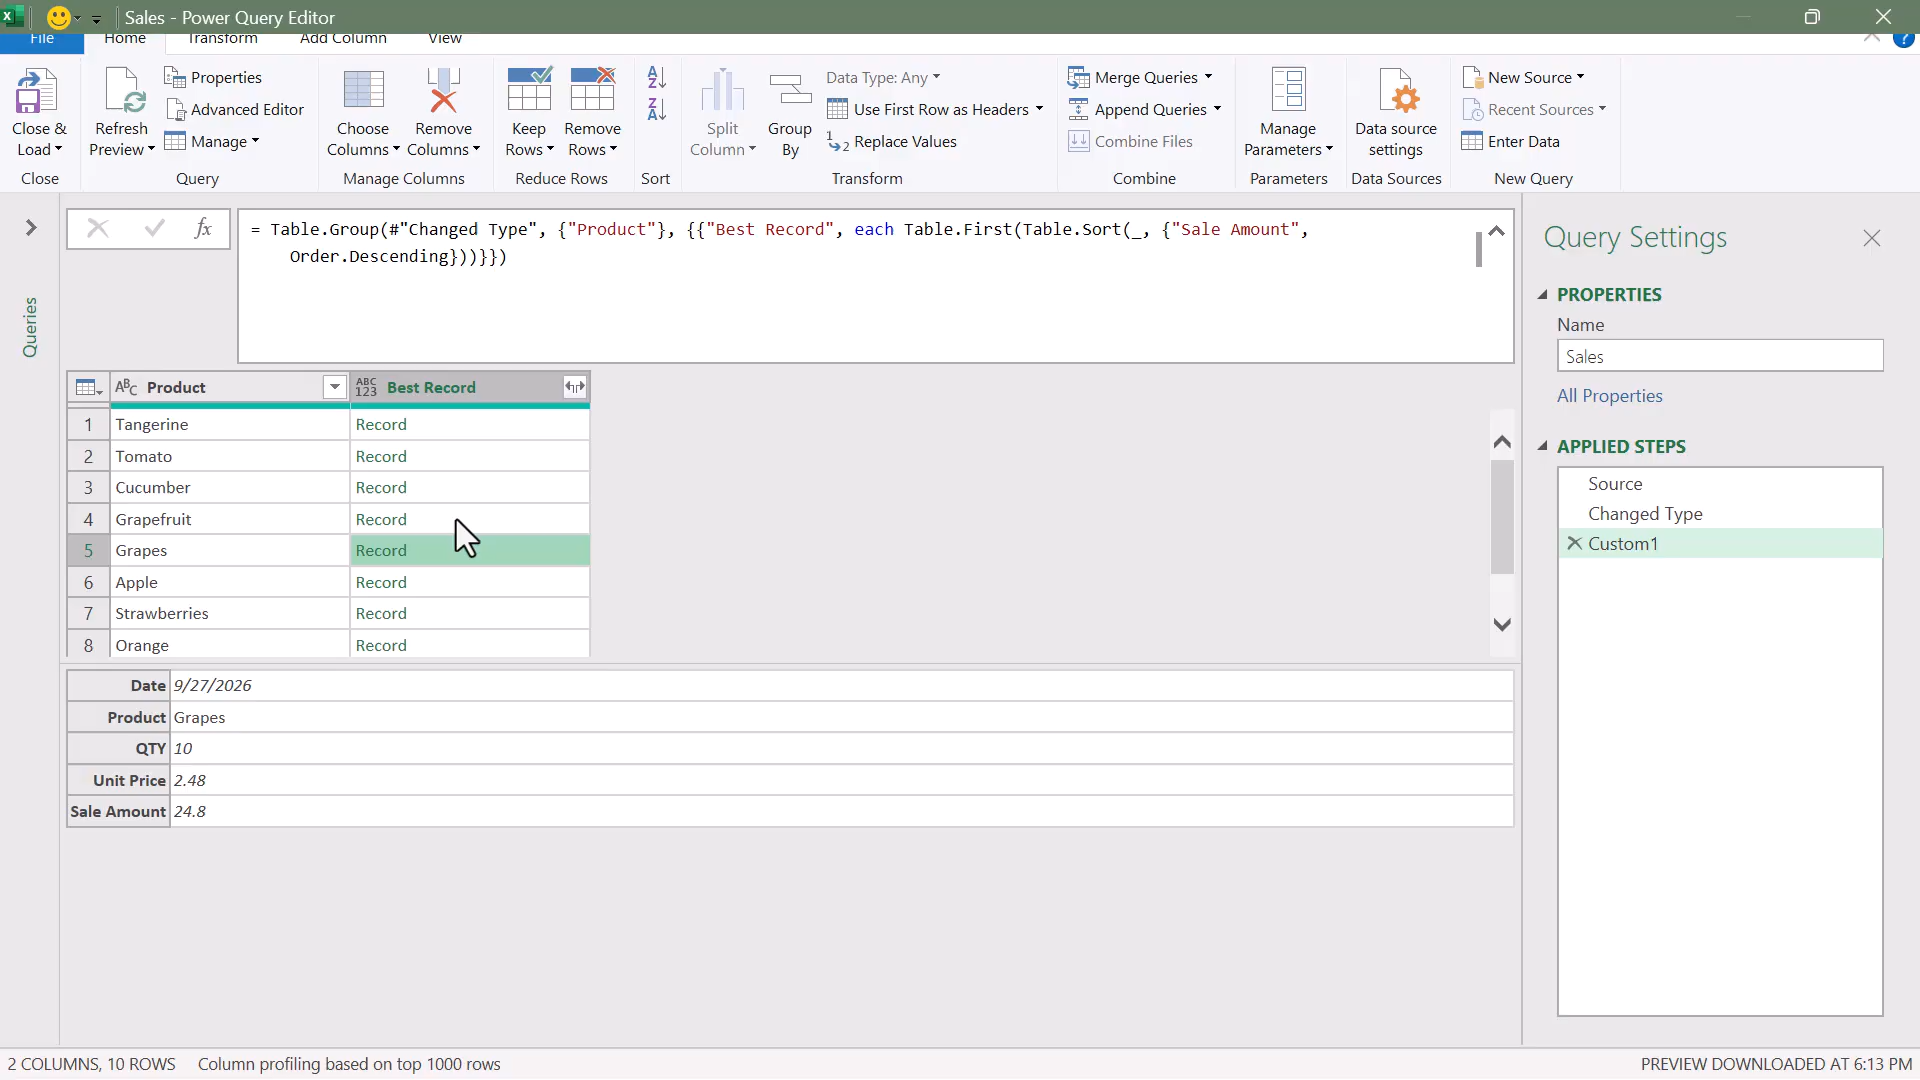 Sales - Power Query Editor
File Home Transform Add Column View
Close & Load
Close
Refresh Preview
Properties
Advanced Editor
Manage
Query
Choose Columns
Remove Columns
Manage Columns
Keep Rows
Remove Rows
Reduce Rows
Sort
Split Column
Group By
Data Type: Any
Use First Row as Headers
Replace Values
Transform
Merge Queries
Append Queries
Combine Files
Combine
Manage Parameters
Parameters
Data source settings
Data Sources
New Source
Recent Sources
Enter Data
New Query
Queries
fx
= Table.Group(#"Changed Type", {"Product"}, {{"Best Record", each Table.First(Table.Sort(_, {"Sale Amount",
Order.Descending}))}})
ABC Product ABC 123 Best Record
1 Tangerine Record
2 Tomato Record
3 Cucumber Record
4 Grapefruit Record
5 Grapes Record
6 Apple Record
7 Strawberries Record
8 Orange Record
Date 9/27/2026
Product Grapes
QTY 10
Unit Price 2.48
Sale Amount 24.8
Query Settings
PROPERTIES
Name
Sales
All Properties
APPLIED STEPS
Source
Changed Type
Custom1
2 COLUMNS, 10 ROWS Column profiling based on top 1000 rows
PREVIEW DOWNLOADED AT 6:13 PM